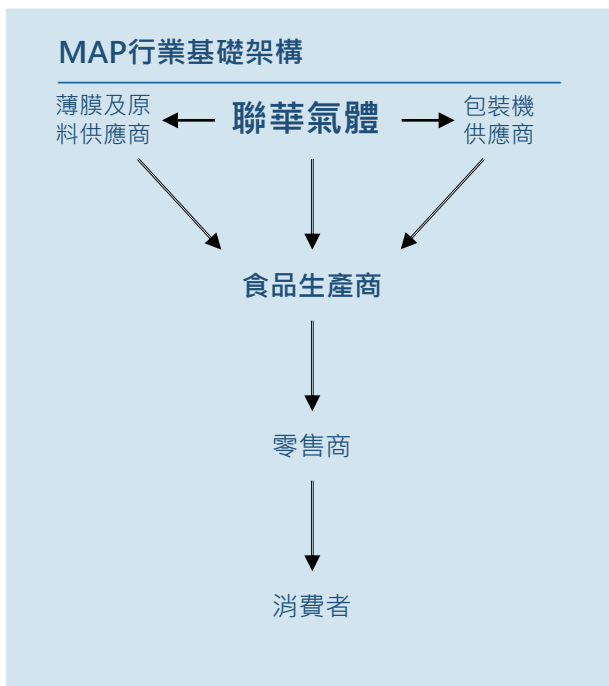 MAP行業基礎架構
薄膜及原
料供應商
聯華氣體
包裝機
供應商
食品生產商
零售商
消費者